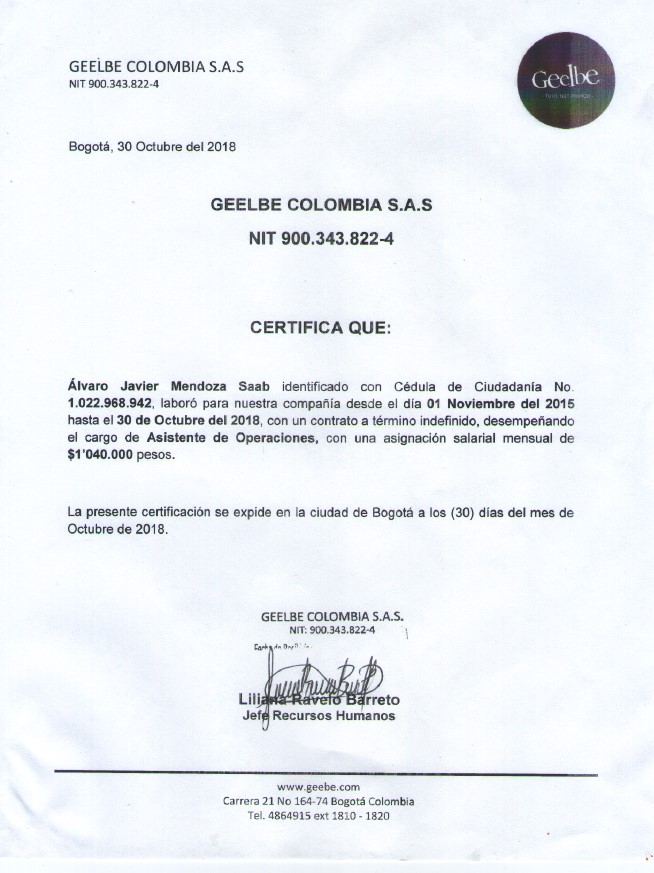 GEELBE COLOMBIA S.A.S
NIT 900.343.822-4
Geelbe
Bogotá, 30 Octubre del 2018
GEELBE COLOMBIA S.A.S
NIT 900.343.822-4
CERTIFICA QUE:
Álvaro Javier Mendoza Saab identificado con Cédula de Ciudadanía No.
1.022.968.942, laboró para nuestra compañía desde el día 01 Noviembre del 2015
hasta el 30 de Octubre del 2018, con un contrato a término indefinido, desempeñando
el cargo de Asistente de Operaciones, con una asignación salarial mensual de
$1'040.000 pesos.
La presente certificación se expide en la ciudad de Bogotá a los (30) días del mes de
Octubre de 2018.
GEELBE COLOMBIA S.A.S.
NIT: 900.343.822-4
Liliana Ravelo Barreto
Jefe Recursos Humanos
www.geebe.com
Carrera 21 No 164-74 Bogotá Colombia
Tel. 4864915 ext 1810 - 1820